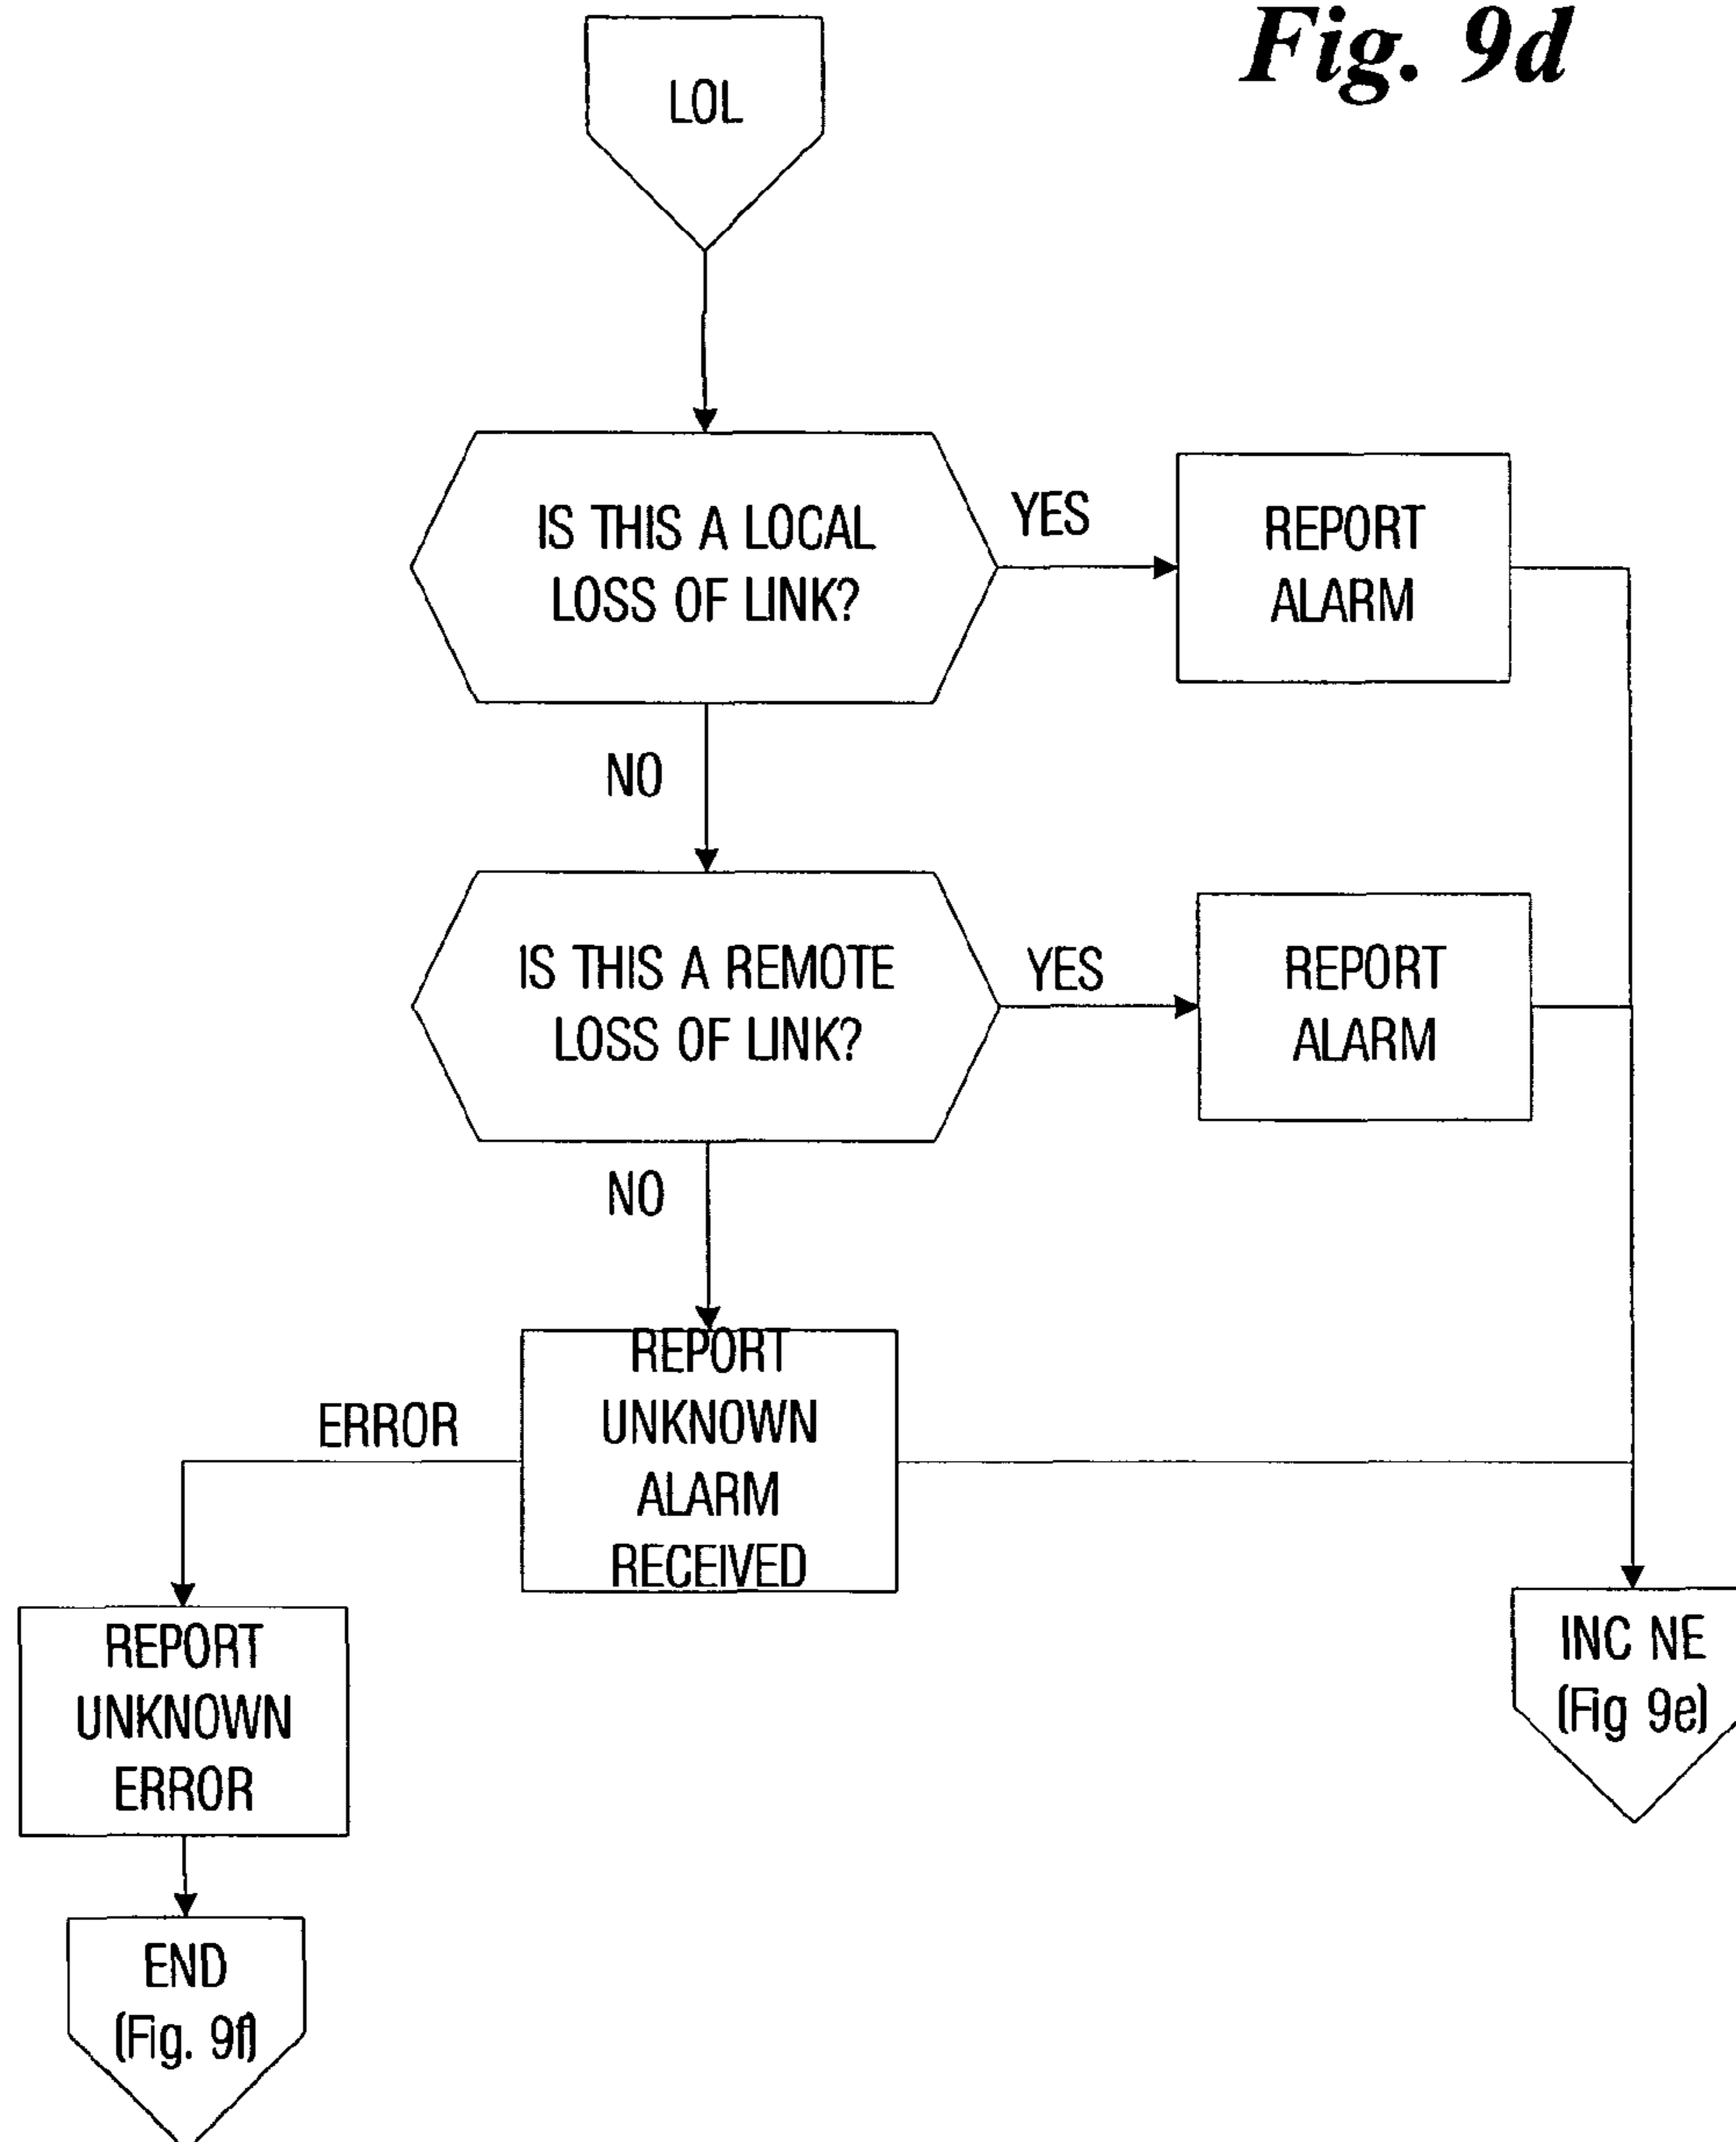 Fig. 9d
LOL
IS THIS A LOCAL
LOSS OF LINK?
YES
REPORT
ALARM
NO
IS THIS A REMOTE
LOSS OF LINK?
YES
REPORT
ALARM
NO
REPORT
UNKNOWN
ALARM
RECEIVED
ERROR
REPORT
UNKNOWN
ERROR
INC NE
(Fig 9e)
END
(Fig. 9f)